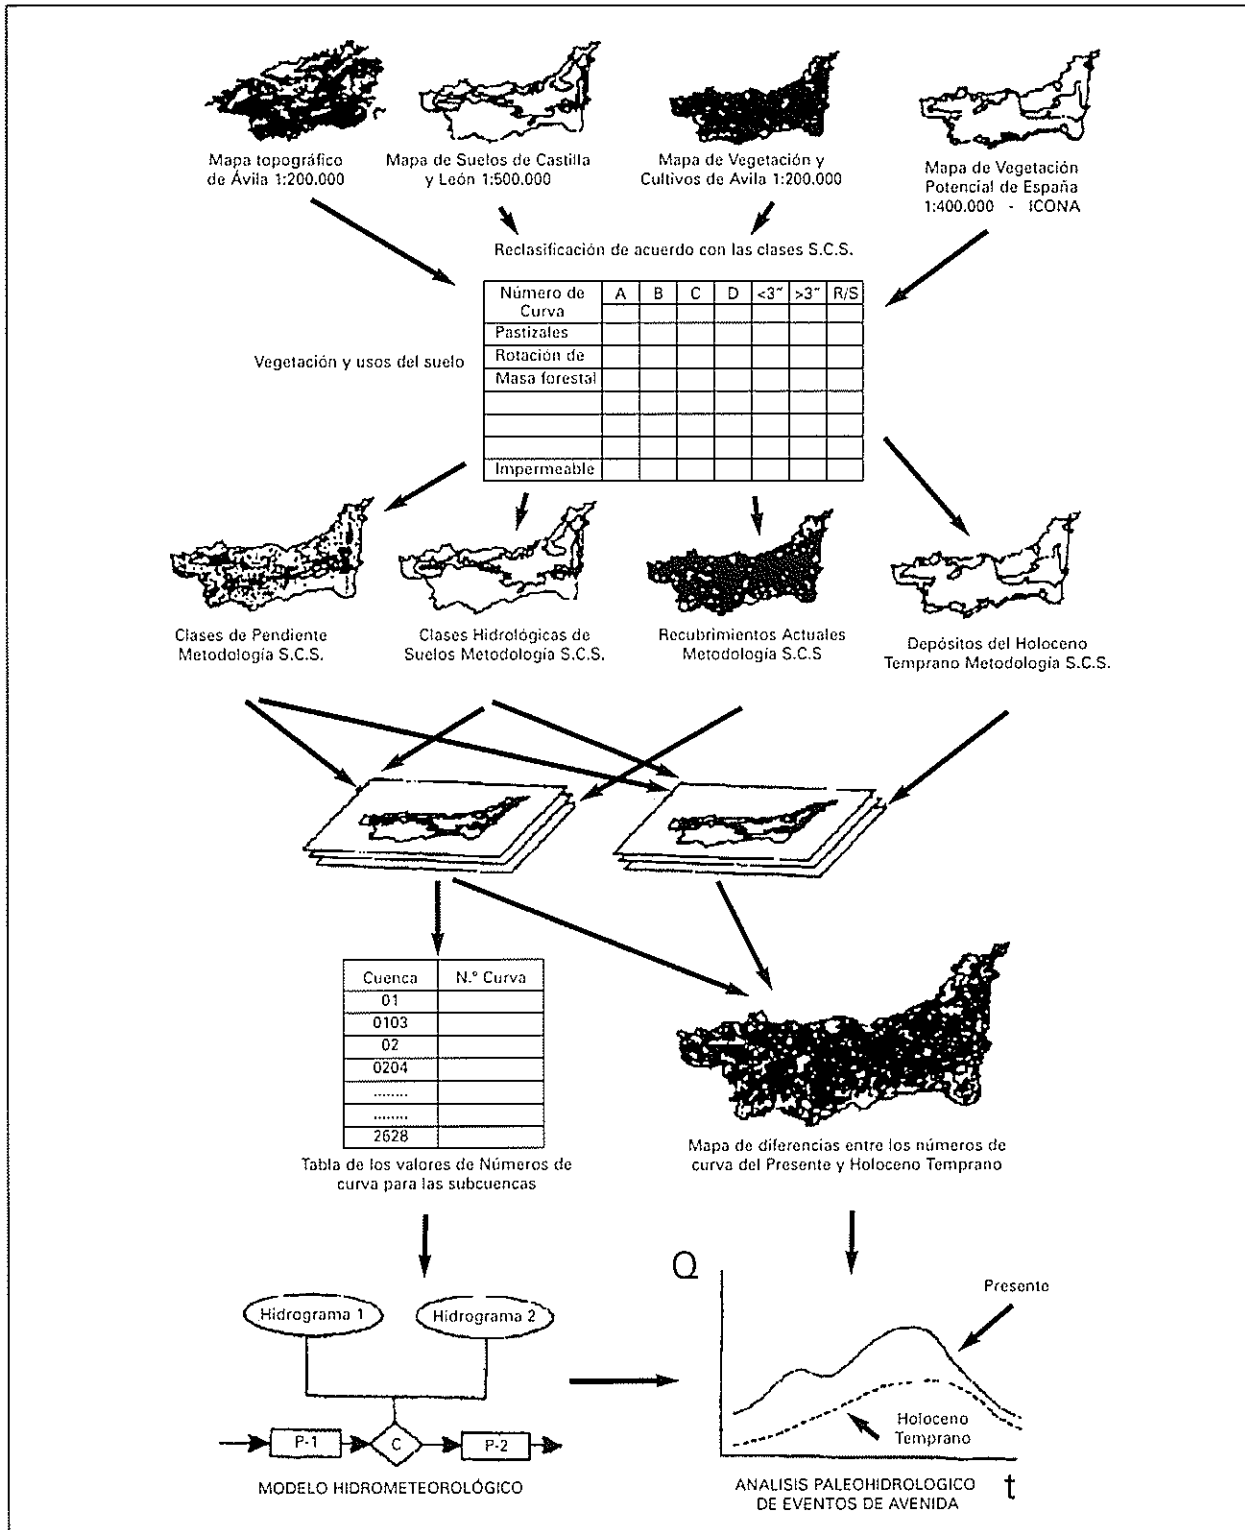 Mapa topográfico
de Ávila 1:200.000
Mapa de Suelos de Castilla
y León 1:500.000
Mapa de Vegetación y
Cultivos de Avila 1:200.000
Mapa de Vegetación
Potencial de España
1:400.000 - ICONA
Reclasificación de acuerdo con las clases S.C.S.
Vegetación y usos del suelo
Número de
Curva
A B C D <3" >3" R/S
Pastizales
Rotación de
Masa forestal
Impermeable
Clases de Pendiente
Metodología S.C.S.
Clases Hidrológicas de
Suelos Metodología S.C.S.
Recubrimientos Actuales
Metodología S.C.S
Depósitos del Holoceno
Temprano Metodología S.C.S.
Cuenca N.º Curva
01
0103
02
0204
........
........
2628
Tabla de los valores de Números de
curva para las subcuencas
Mapa de diferencias entre los números de
curva del Presente y Holoceno Temprano
Hidrograma 1
Hidrograma 2
P-1
C
P-2
MODELO HIDROMETEOROLÓGICO
Q
Presente
Holoceno
Temprano
t
ANALISIS PALEOHIDROLOGICO
DE EVENTOS DE AVENIDA